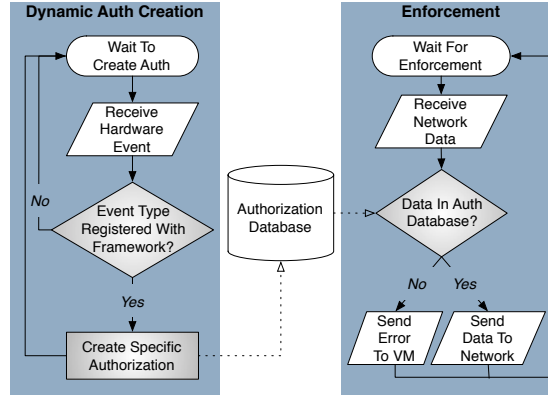 Dynamic Auth Creation
Wait To
Create Auth
Receive
Hardware
Event
Event Type
Registered With
Framework?
No
Yes
Create Specific
Authorization
Authorization
Database
Enforcement
Wait For
Enforcement
Receive
Network
Data
Data In Auth
Database?
No
Yes
Send
Error
To VM
Send
Data To
Network